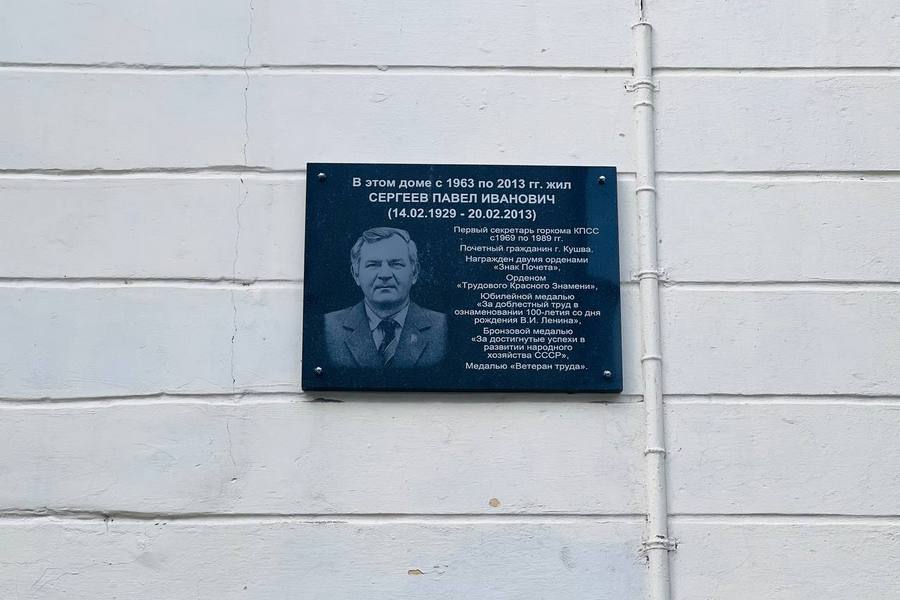 В этом доме с 1963 по 2013 гг. жил
СЕРГЕЕВ ПАВЕЛ ИВАНОВИЧ
(14.02.1929 - 20.02.2013)
Первый секретарь горкома КПСС
с1969 по 1989 гг.
Почетный гражданин г. Кушва.
Награжден двумя орденами
«Знак Почета»,
Орденом
«Трудового Красного Знамени»,
Юбилейной медалью
«За доблестный труд в
ознаменовании 100-летия со дня
рождения В.И. Ленина»,
Бронзовой медалью
«За достигнутые успехи в
развитии народного
хозяйства СССР»,
Медалью «Ветеран труда».